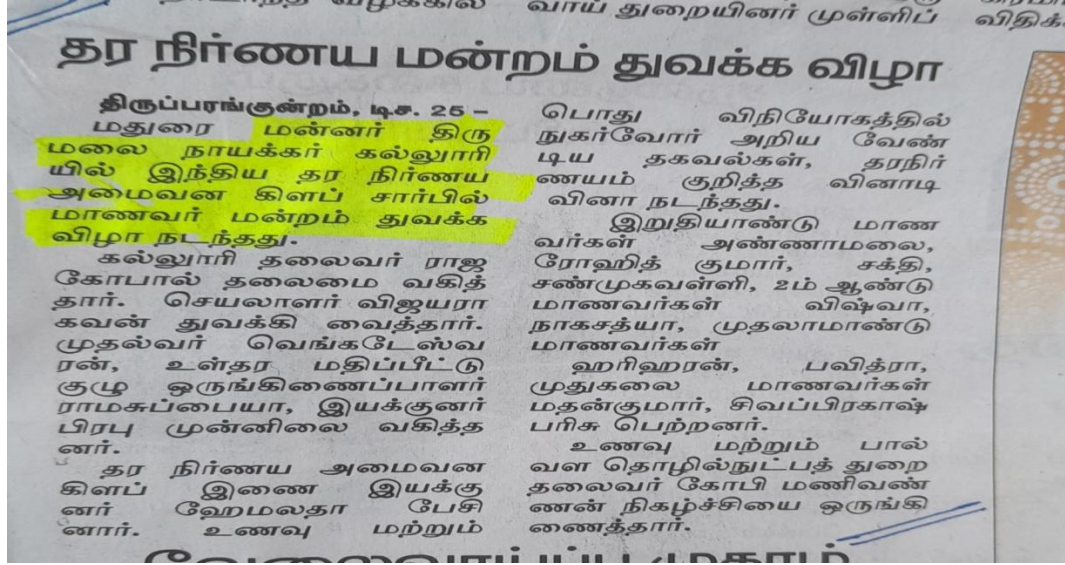 வாய் துறையினர் முள்ளிப்
தர நிர்ணய மன்றம் துவக்க விழா
திருப்பரங்குன்றம், டிச. 25 –
மதுரை மன்னர் திரு
மலை நாயக்கர் கல்லூரி
யில் இந்திய தர நிர்ணய
அமைவன கிளப் சார்பில்
மாணவர் மன்றம் துவக்க
விழா நடந்தது.
கல்லூரி தலைவர் ராஜ
கோபால் தலைமை வகித்
தார். செயலாளர் விஜயரா
கவன் துவக்கி வைத்தார்.
முதல்வர் வெங்கடேஸ்வ
ரன், உள்தர மதிப்பீட்டு
குழு ஒருங்கிணைப்பாளர்
ராமசுப்பையா, இயக்குனர்
பிரபு முன்னிலை வகித்த
னர்.
தர நிர்ணய அமைவன
கிளப் இணை இயக்கு
னர் ஹேமலதா பேசி
னார். உணவு மற்றும்
பொது விநியோகத்தில்
நுகர்வோர் அறிய வேண்
டிய தகவல்கள், தரநிர்
ணயம் குறித்த வினாடி
வினா நடந்தது.
இறுதியாண்டு மாண
வர்கள் அண்ணாமலை,
ரோஹித் குமார், சக்தி,
சண்முகவள்ளி, 2ம் ஆண்டு
மாணவர்கள் விஷ்வா,
நாகசத்யா, முதலாமாண்டு
மாணவர்கள்
ஹரிஹரன், பவித்ரா,
முதுகலை மாணவர்கள்
மதன்குமார், சிவப்பிரகாஷ்
பரிசு பெற்றனர்.
உணவு மற்றும் பால்
வள தொழில்நுட்பத் துறை
தலைவர் கோபி மணிவண்
ணன் நிகழ்ச்சியை ஒருங்கி
ணைத்தார்.